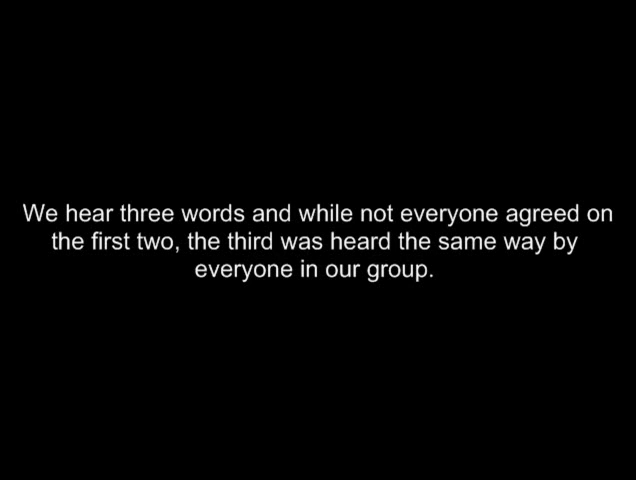 We hear three words and while not everyone agreed on
the first two, the third was heard the same way by
everyone in our group.